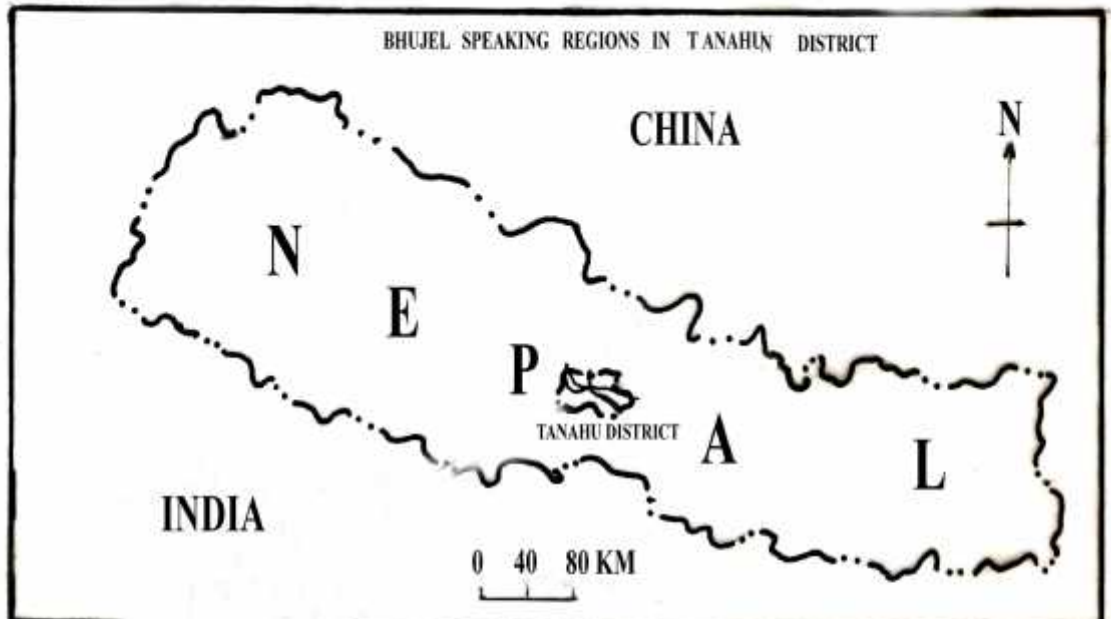 BHUJEL SPEAKING REGIONS IN TANAHUN DISTRICT
CHINA
N
N
E
P
TANAHU DISTRICT
A
L
INDIA
0 40 80 KM